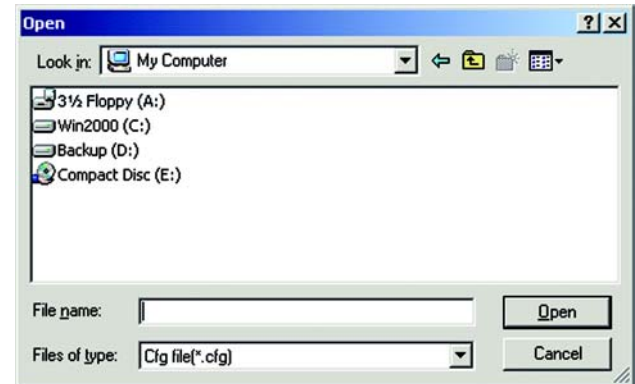 Open
Look in: My Computer
3½ Floppy (A:)
Win2000 (C:)
Backup (D:)
Compact Disc (E:)
File name: Open
Files of type: Cfg file(*.cfg) Cancel